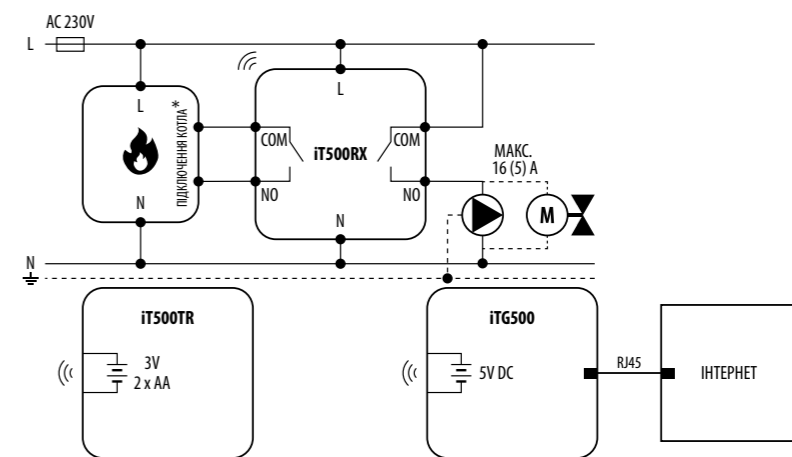 AC 230V
L
L
ПІДКЛЮЧЕННЯ КОТЛА *
N
L
COM
iT500RX
COM
NO
NO
N
МАКС.
16 (5) A
M
N
iT500TR
3V
2 x AA
iTG500
5V DC
RJ45
ІНТЕРНЕТ